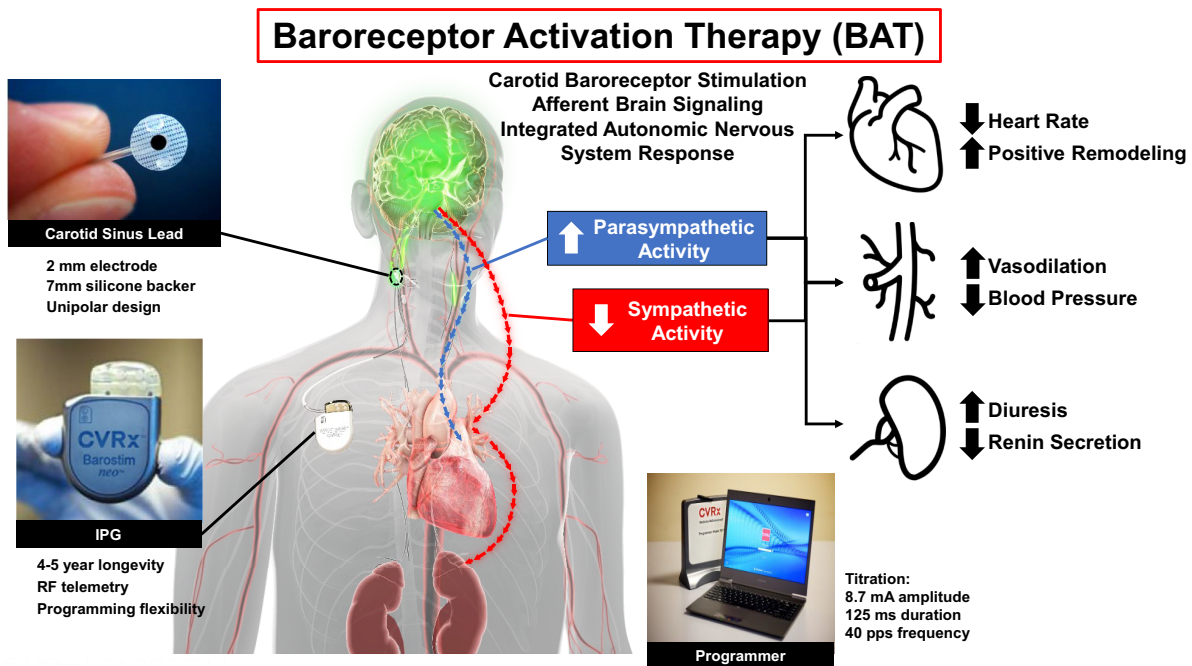 Baroreceptor Activation Therapy (BAT)
Carotid Baroreceptor Stimulation
Afferent Brain Signaling
Integrated Autonomic Nervous
System Response
Carotid Sinus Lead
2 mm electrode
7mm silicone backer
Unipolar design
Parasympathetic
Activity
Sympathetic
Activity
Heart Rate
Positive Remodeling
Vasodilation
Blood Pressure
Diuresis
Renin Secretion
CVRx™
Barostim
neo™
IPG
4-5 year longevity
RF telemetry
Programming flexibility
CVRx
Programmer
Titration:
8.7 mA amplitude
125 ms duration
40 pps frequency